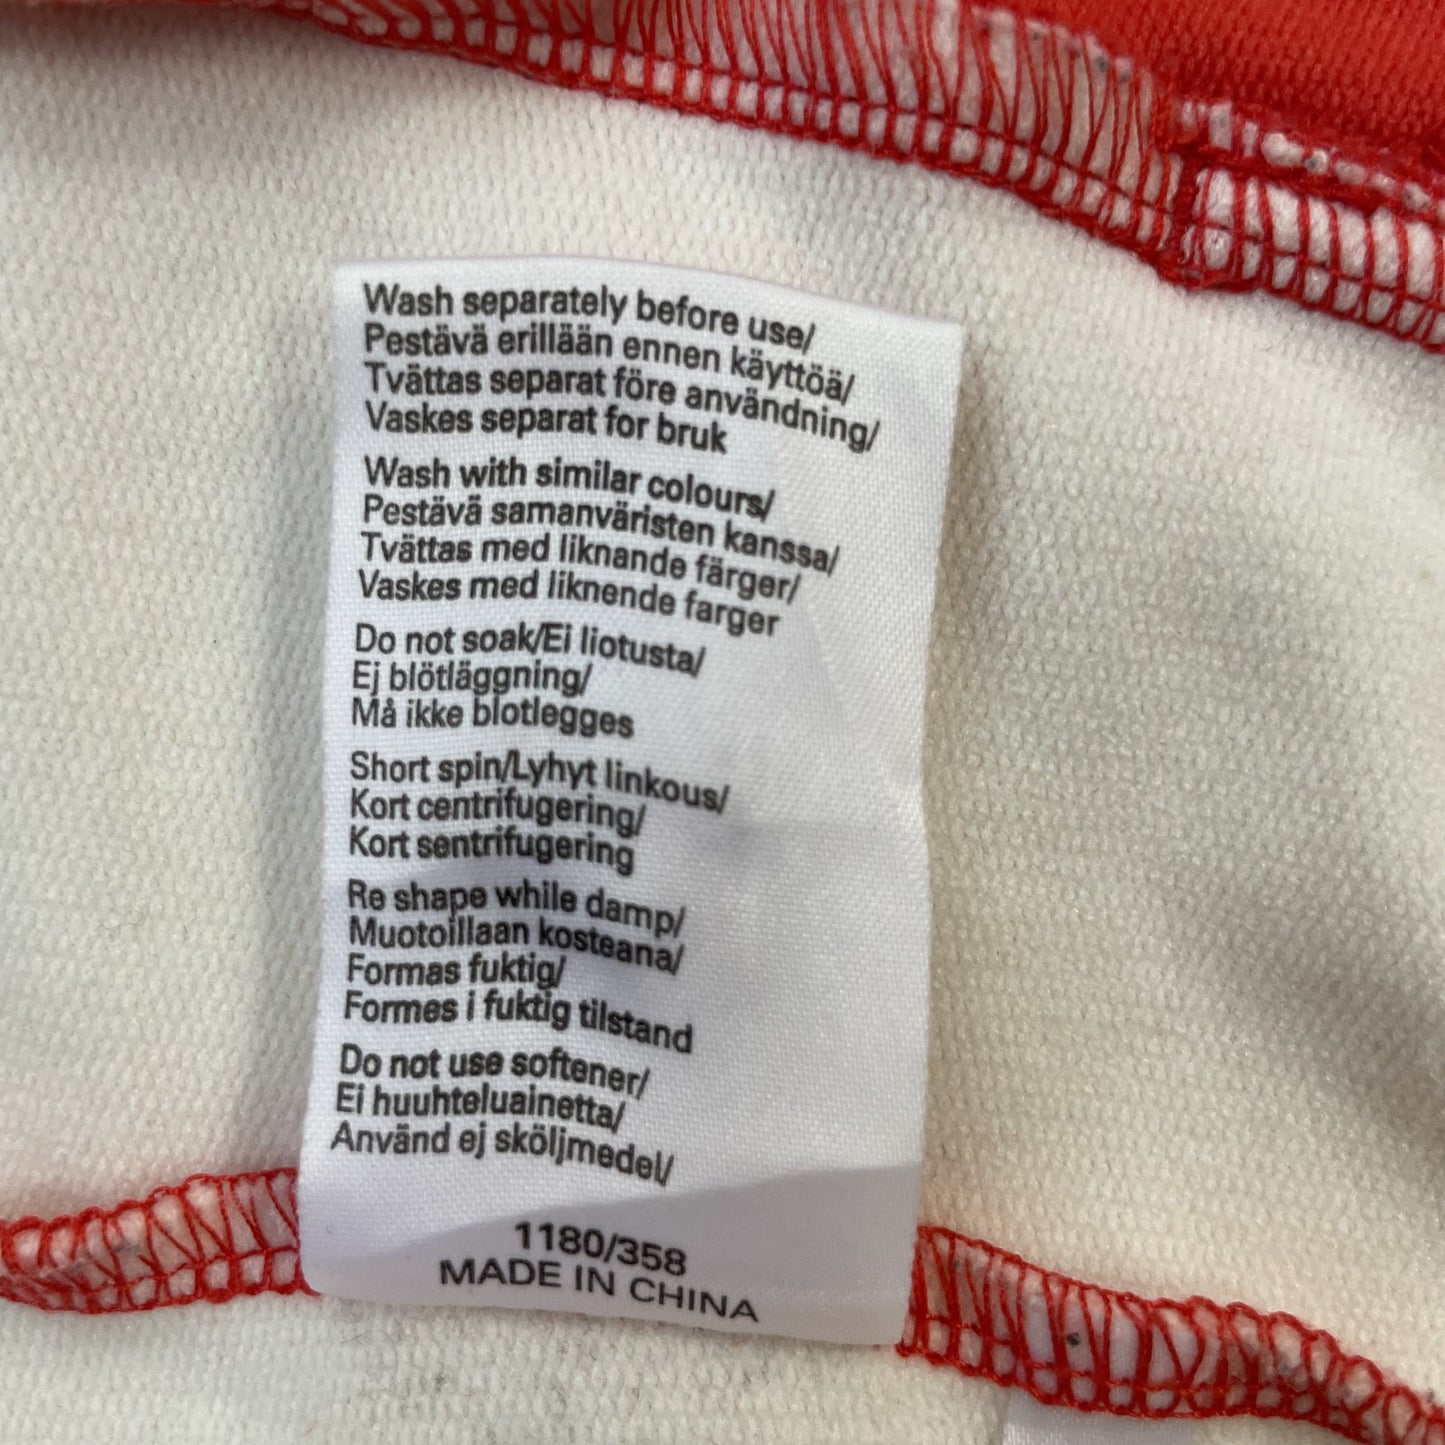 Wash separately before use/
Pestävä erillään ennen käyttöä/
Tvättas separat före användning/
Vaskes separat for bruk
Wash with similar colours/
Pestävä samanväristen kanssa/
Tvättas med liknande färger/
Vaskes med liknende farger
Do not soak/Ei liotusta/
Ej blötläggning/
Må ikke blotlegges
Short spin/Lyhyt linkous/
Kort centrifugering/
Kort sentrifugering
Re shape while damp/
Muotoillaan kosteana/
Formas fuktig/
Formes i fuktig tilstand
Do not use softener/
Ei huuhteluainetta/
Använd ej sköljmedel/
1180/358
MADE IN CHINA